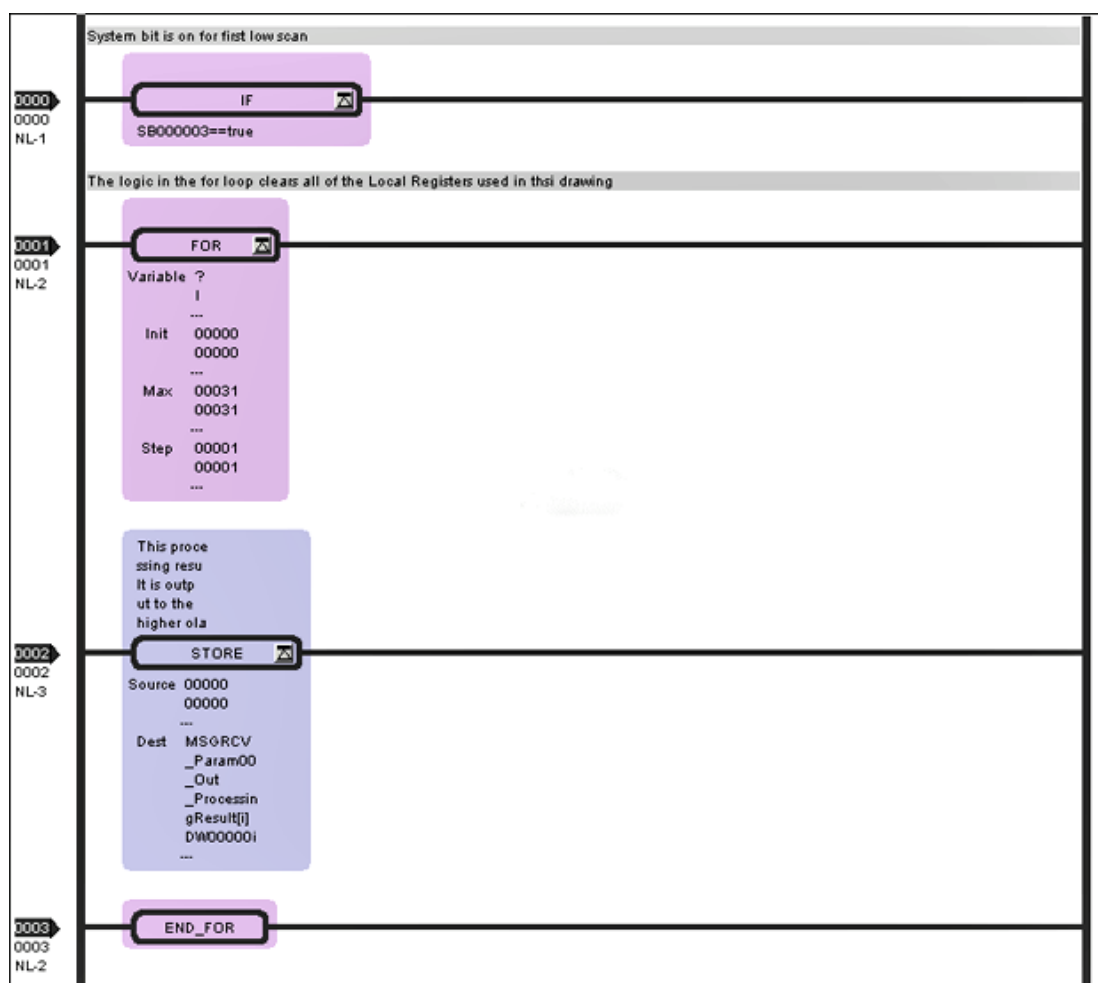 System bit is on for first low scan
0000
IF
0000
NL-1
SB000003==true
The logic in the for loop clears all of the Local Registers used in thsi drawing
0001
FOR
0001
NL-2
Variable ?
I
...
Init 00000
00000
...
Max 00031
00031
...
Step 00001
00001
...
This proce
ssing resu
lt is outp
ut to the
higher ola
0002
STORE
0002
NL-3
Source 00000
00000
...
Dest MSGRCV
_Param00
_Out
_Processin
gResult[i]
DW00000i
...
0003
END_FOR
0003
NL-2